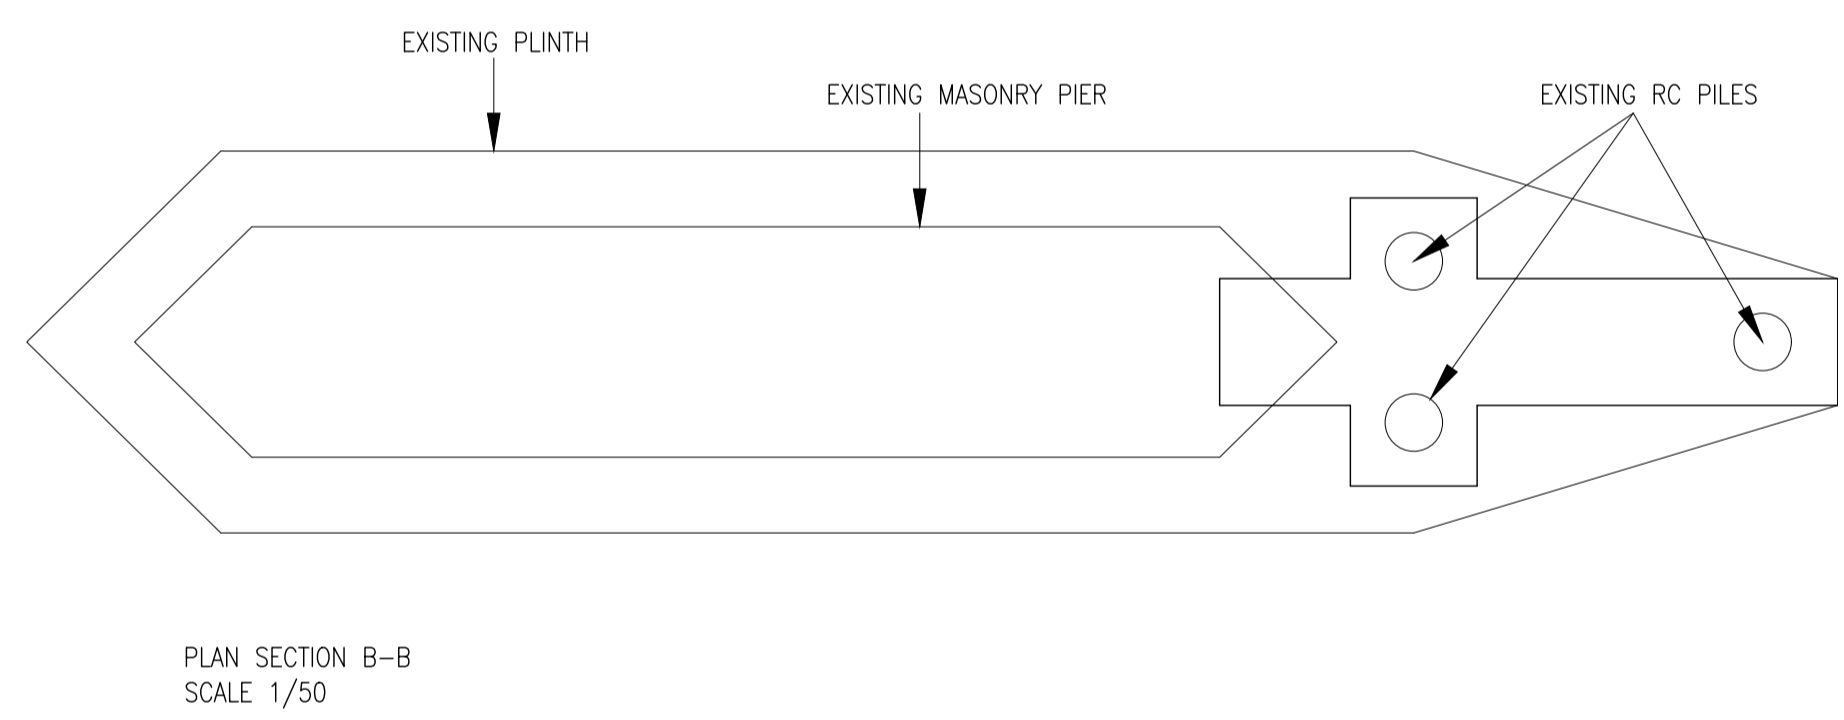 EXISTING PLINTH
EXISTING MASONRY PIER
EXISTING RC PILES
PLAN SECTION B-B
SCALE 1/50